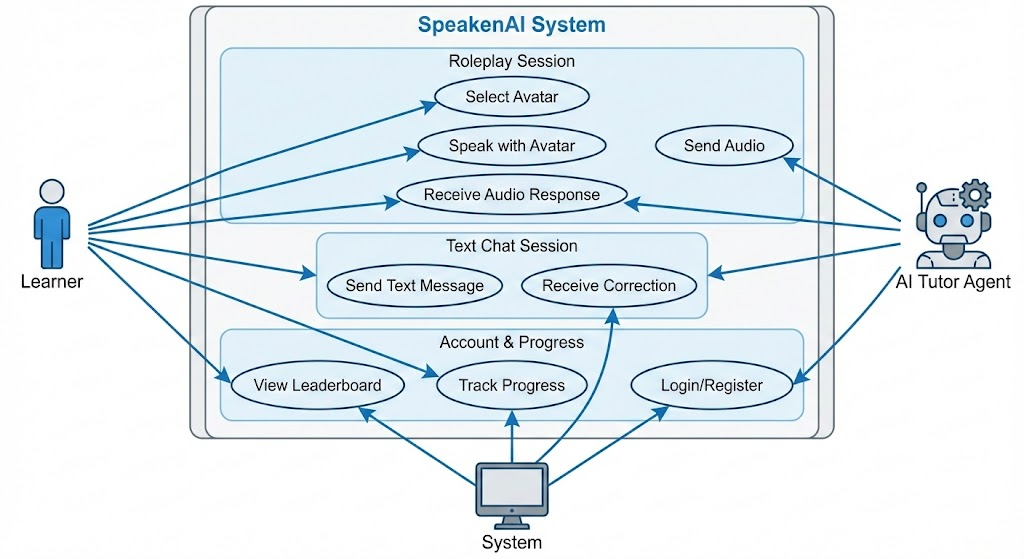 SpeakenAI System
Roleplay Session
Select Avatar
Speak with Avatar
Send Audio
Receive Audio Response
Learner
AI Tutor Agent
Text Chat Session
Send Text Message
Receive Correction
Account & Progress
View Leaderboard
Track Progress
Login/Register
System